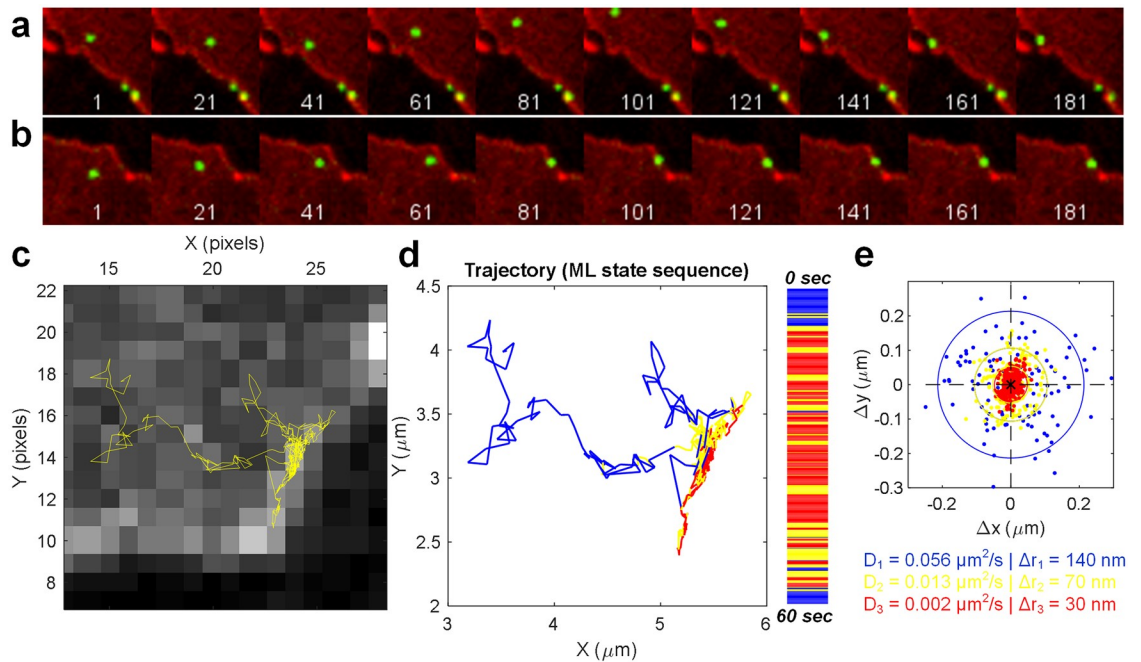 a
1 21 41 61 81 101 121 141 161 181
b
1 21 41 61 81 101 121 141 161 181
c
X (pixels)
15 20 25
Y (pixels)
22
20
18
16
14
12
10
8
d
Trajectory (ML state sequence)
4.5
4
3.5
3
2.5
2
Y (μm)
3 4 5 6
X (μm)
0 sec
60 sec
e
0.2
0.1
0
-0.1
-0.2
-0.3
Δy (μm)
-0.2 0 0.2
Δx (μm)
D₁ = 0.056 μm²/s | Δr₁ = 140 nm
D₂ = 0.013 μm²/s | Δr₂ = 70 nm
D₃ = 0.002 μm²/s | Δr₃ = 30 nm